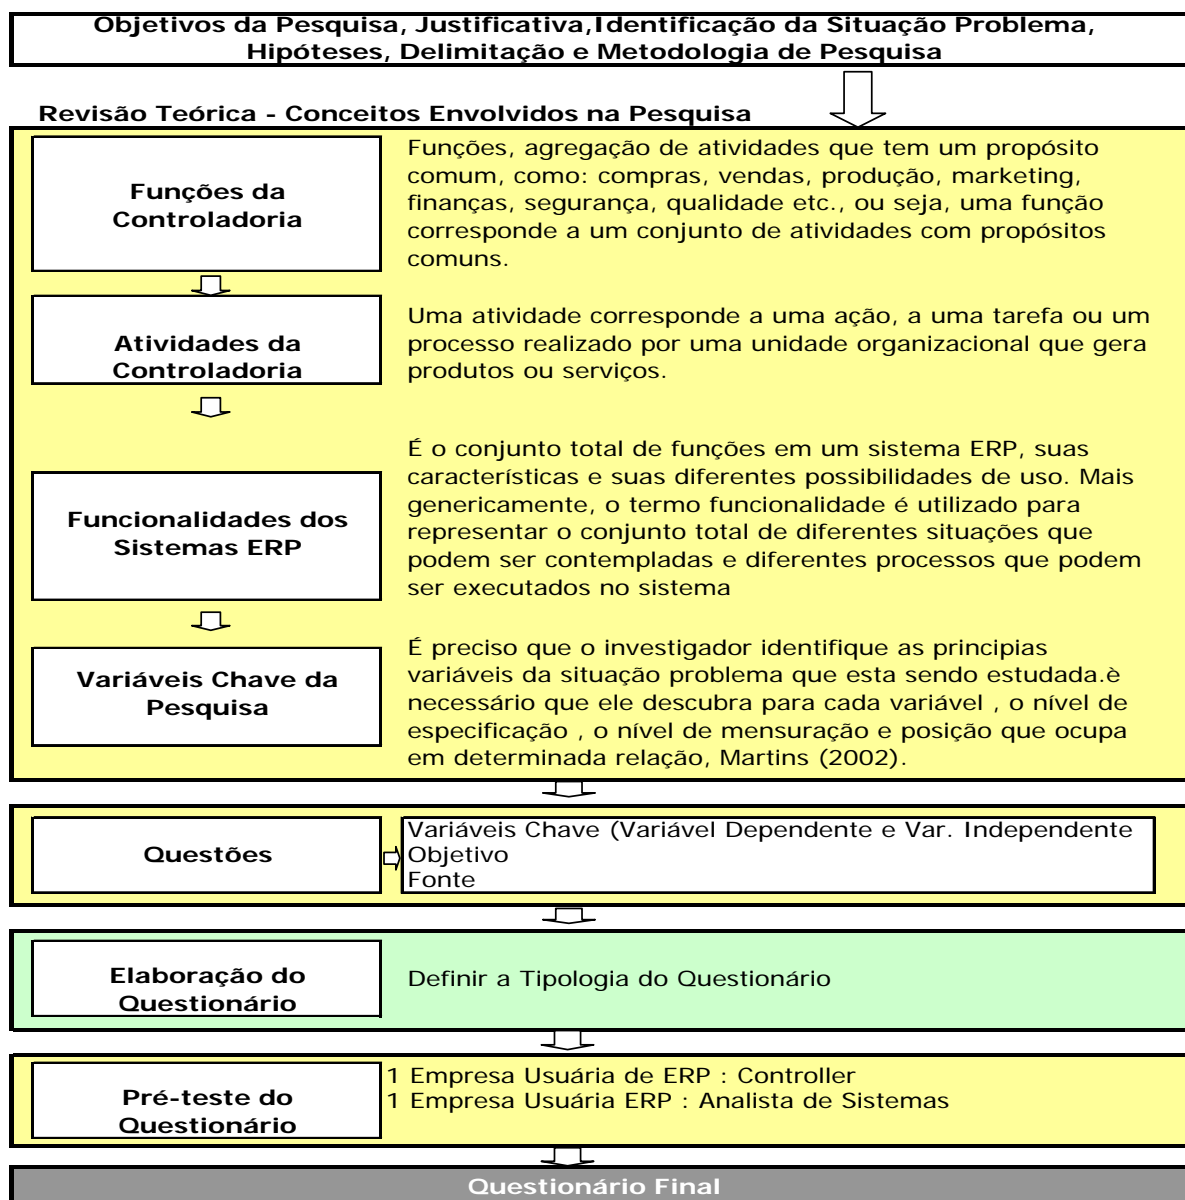 Objetivos da Pesquisa, Justificativa,Identificação da Situação Problema,
Hipóteses, Delimitação e Metodologia de Pesquisa
Revisão Teórica - Conceitos Envolvidos na Pesquisa
Funções da
Controladoria
Funções, agregação de atividades que tem um propósito
comum, como: compras, vendas, produção, marketing,
finanças, segurança, qualidade etc., ou seja, uma função
corresponde a um conjunto de atividades com propósitos
comuns.
Atividades da
Controladoria
Uma atividade corresponde a uma ação, a uma tarefa ou um
processo realizado por uma unidade organizacional que gera
produtos ou serviços.
Funcionalidades dos
Sistemas ERP
É o conjunto total de funções em um sistema ERP, suas
características e suas diferentes possibilidades de uso. Mais
genericamente, o termo funcionalidade é utilizado para
representar o conjunto total de diferentes situações que
podem ser contempladas e diferentes processos que podem
ser executados no sistema
Variáveis Chave da
Pesquisa
É preciso que o investigador identifique as principias
variáveis da situação problema que esta sendo estudada.è
necessário que ele descubra para cada variável , o nível de
especificação , o nível de mensuração e posição que ocupa
em determinada relação, Martins (2002).
Questões
Variáveis Chave (Variável Dependente e Var. Independente
Objetivo
Fonte
Elaboração do
Questionário
Definir a Tipologia do Questionário
Pré-teste do
Questionário
1 Empresa Usuária de ERP : Controller
1 Empresa Usuária ERP : Analista de Sistemas
Questionário Final